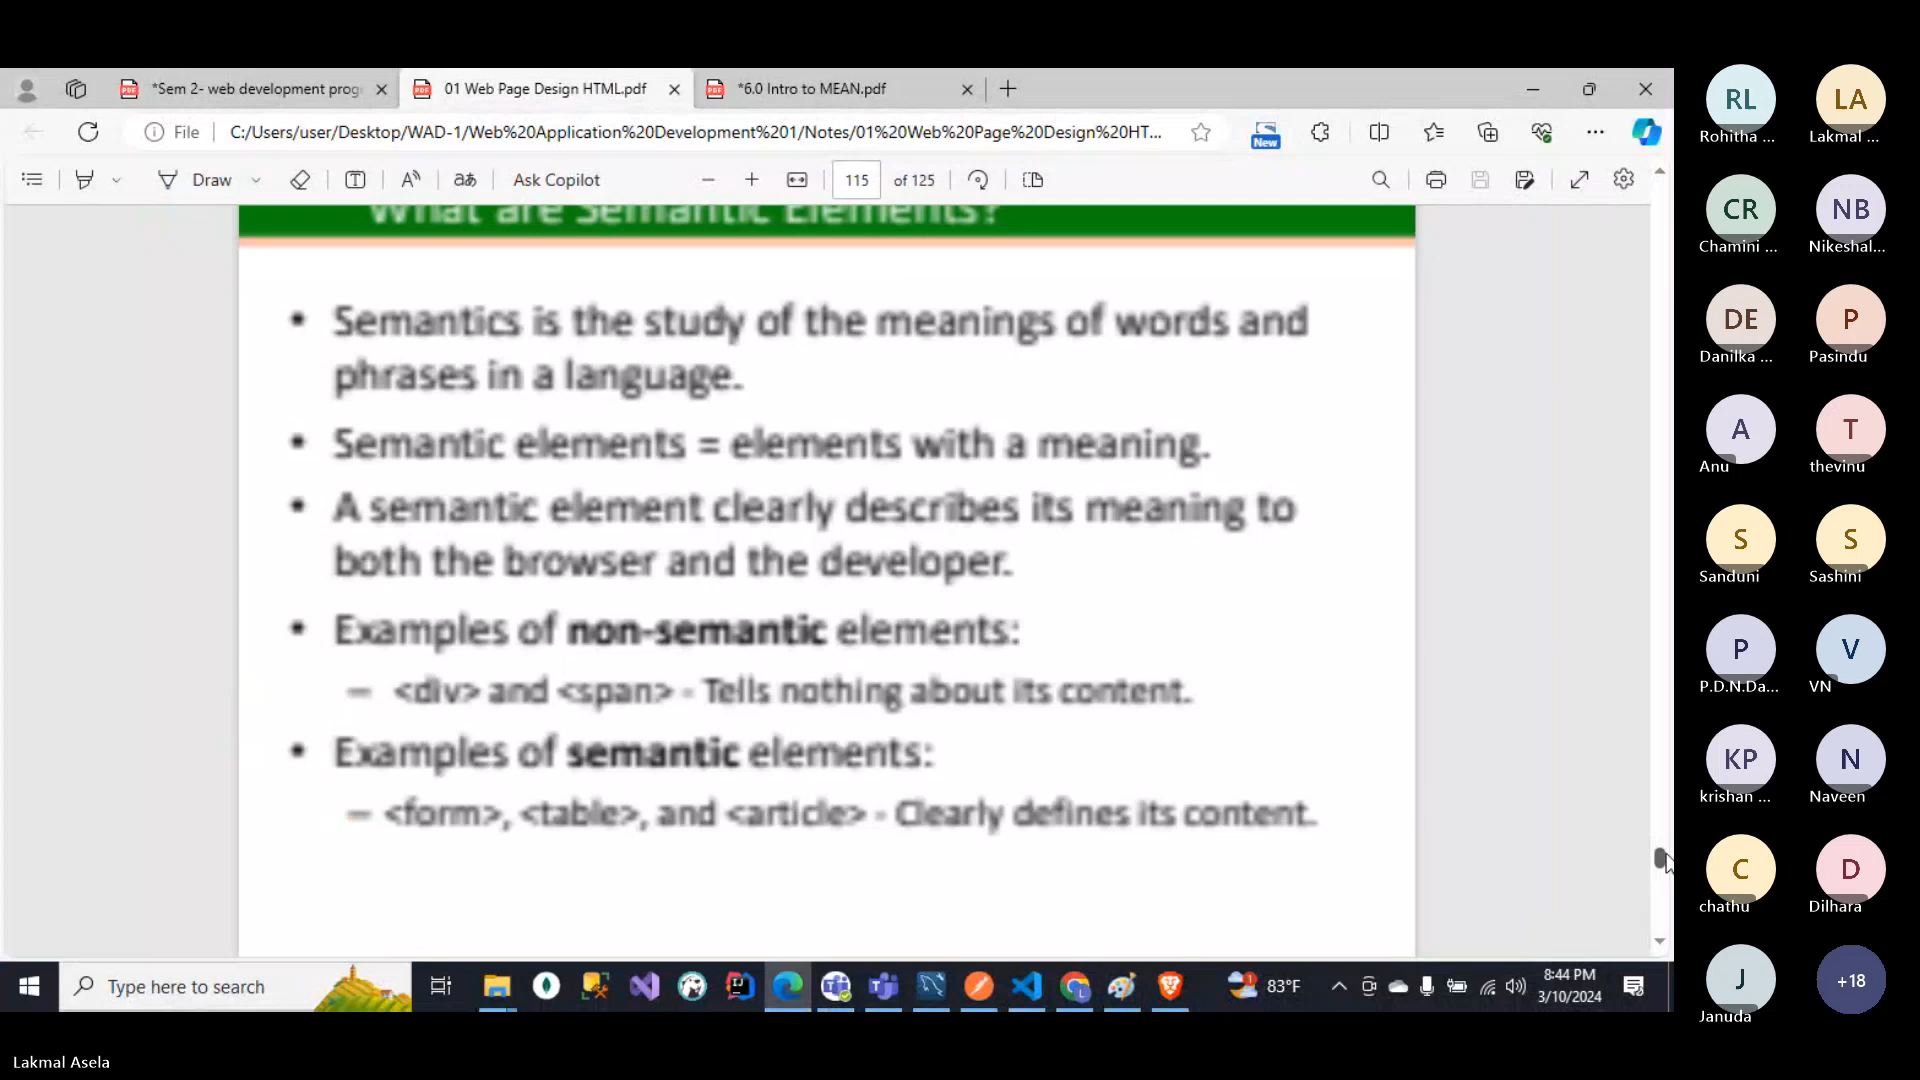 *Sem 2- web development prog
01 Web Page Design HTML.pdf
*6.0 Intro to MEAN.pdf
File
C:/Users/user/Desktop/WAD-1/Web%20Application%20Development%201/Notes/01%20Web%20Page%20Design%20HT...
New
Draw
Ask Copilot
115 of 125
What are Semantic Elements?
• Semantics is the study of the meanings of words and
phrases in a language.
• Semantic elements = elements with a meaning.
• A semantic element clearly describes its meaning to
both the browser and the developer.
• Examples of non-semantic elements:
– <div> and <span> - Tells nothing about its content.
• Examples of semantic elements:
– <form>, <table>, and <article> - Clearly defines its content.
Type here to search
83°F
8:44 PM
3/10/2024
RL LA
Rohitha ... Lakmal ...
CR NB
Chamini ... Nikeshal...
DE P
Danilka ... Pasindu
A T
Anu thevinu
S S
Sanduni Sashini
P V
P.D.N.Da... VN
KP N
krishan ... Naveen
C D
chathu Dilhara
J +18
Januda
Lakmal Asela